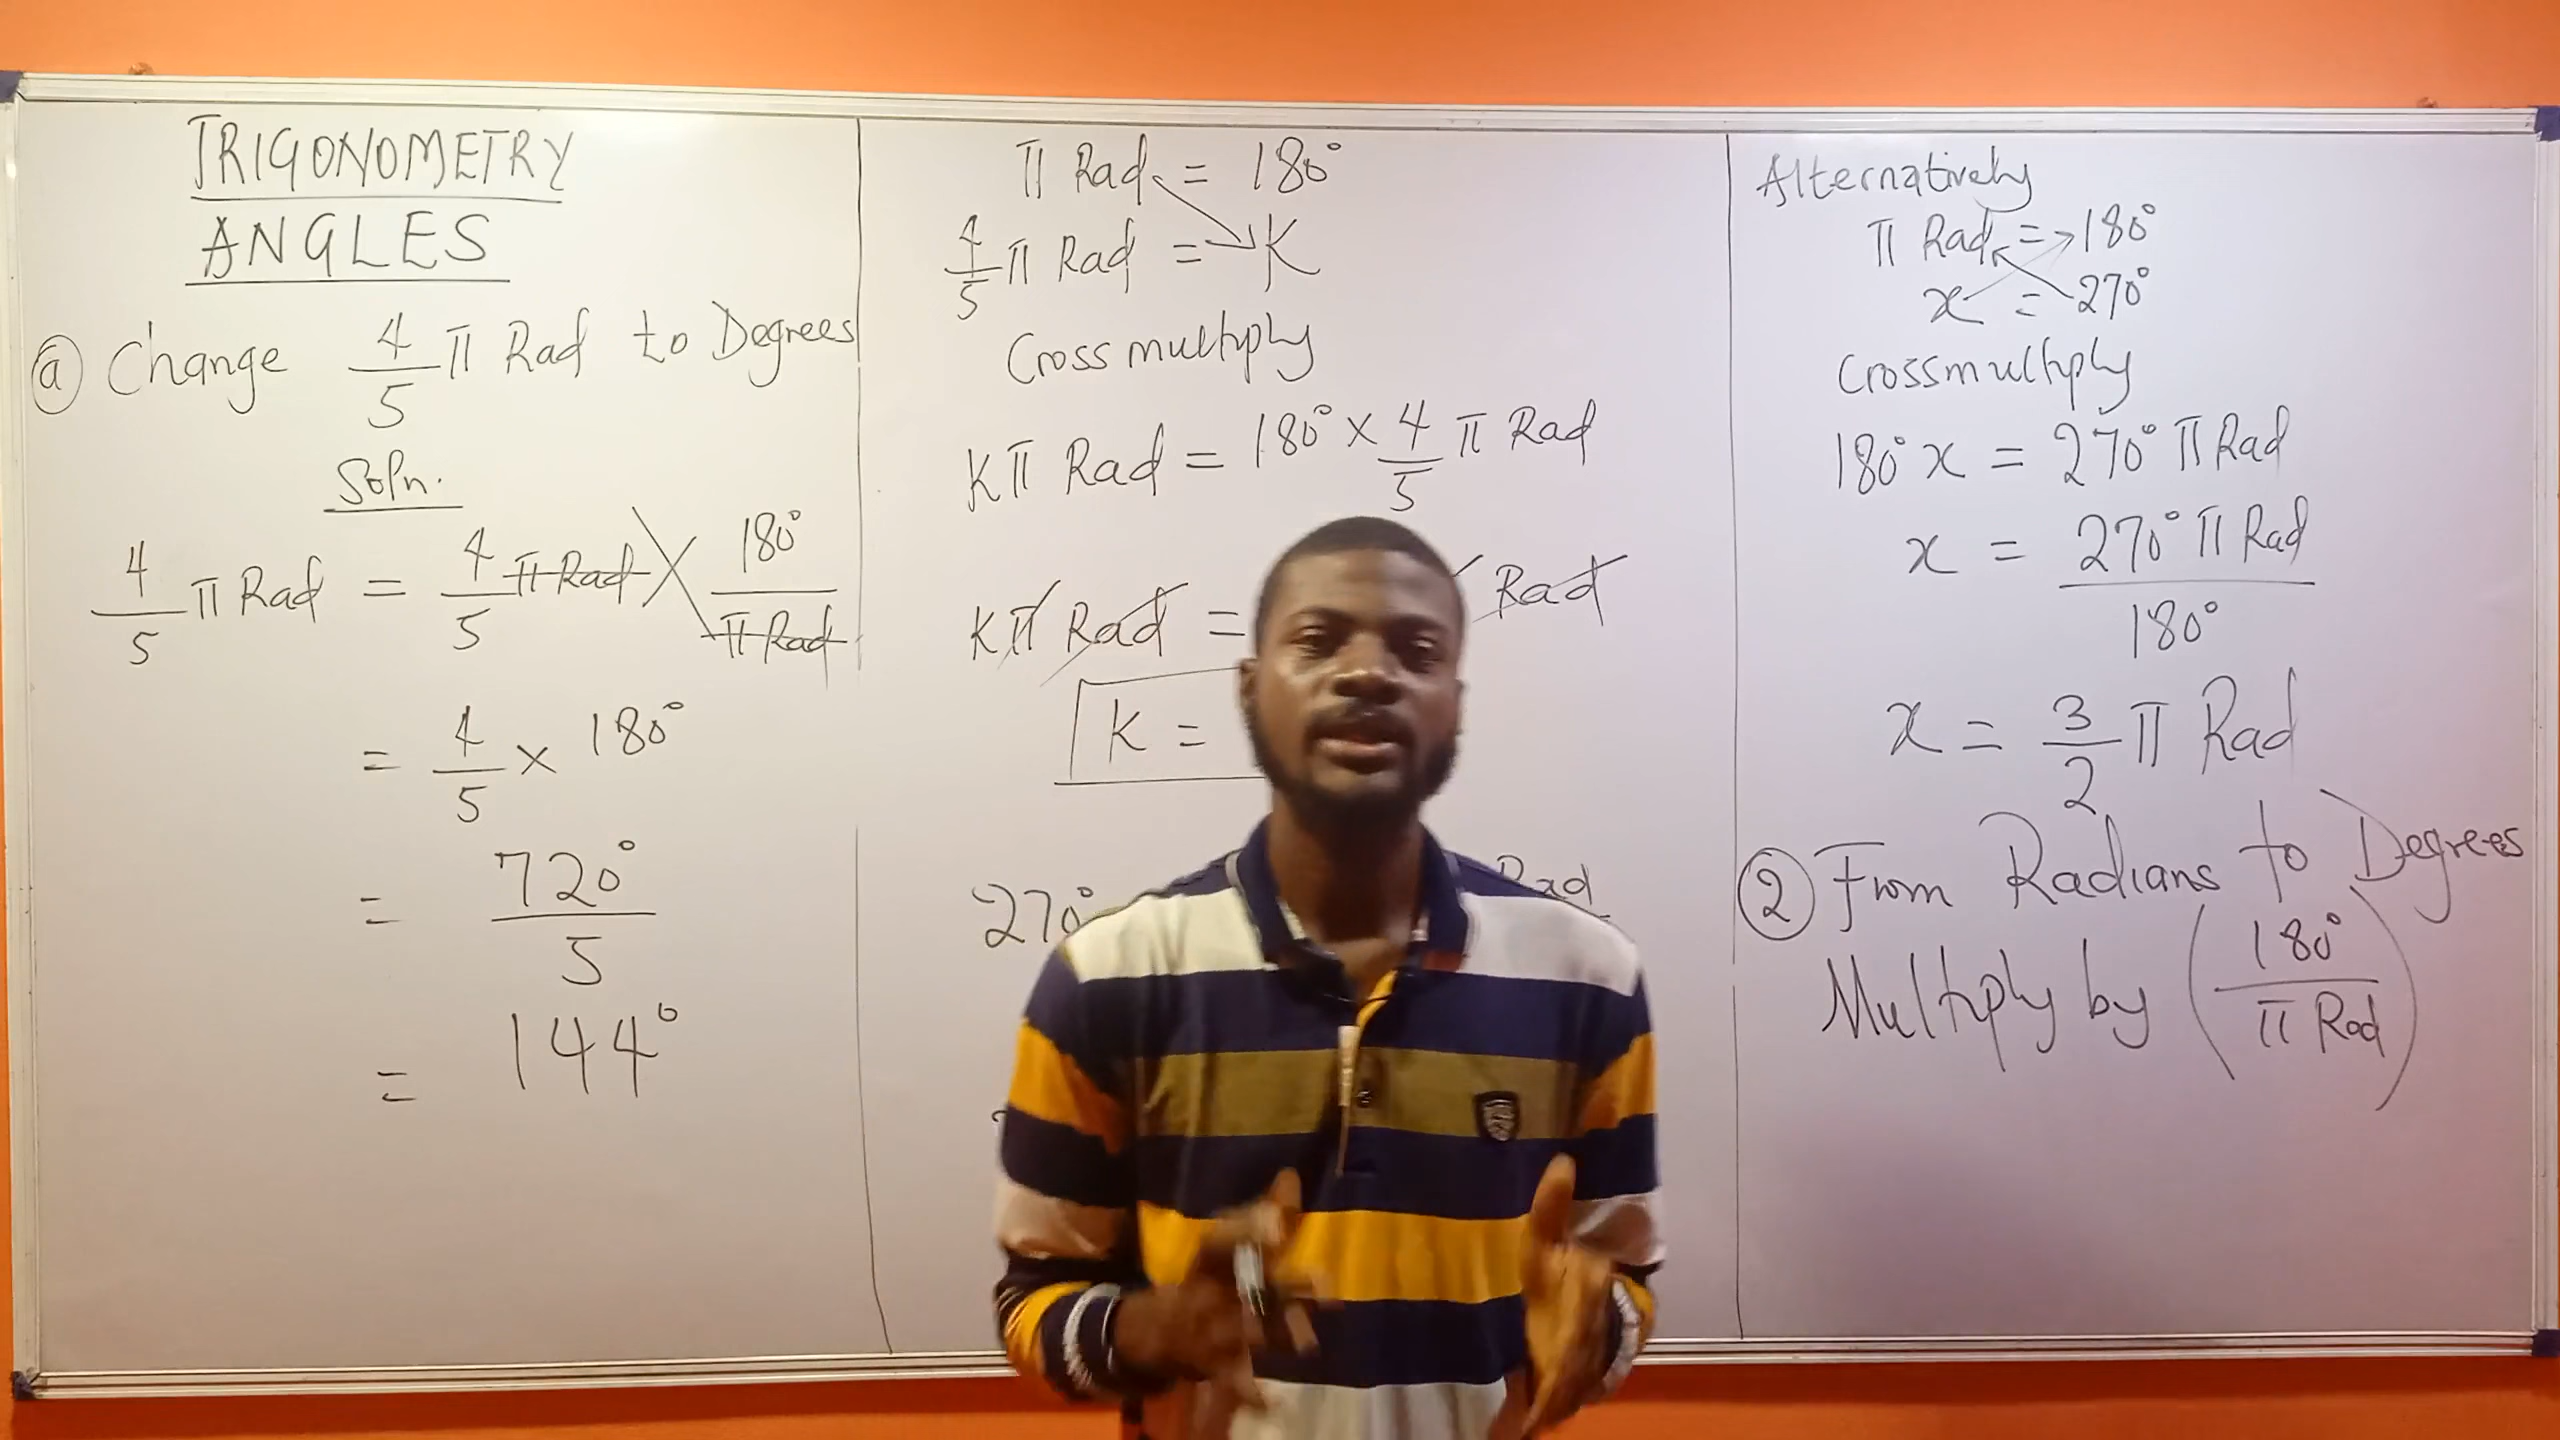 TRIGONOMETRY
ANGLES
ⓐ Change 4/5 π Rad to Degrees
Soln.
4/5 π Rad = 4/5 π Rad × 180°/π Rad
= 4/5 × 180°
= 720°/5
= 144°
π Rad = 180°
4/5 π Rad = K
Cross multiply
Kπ Rad = 180° × 4/5 π Rad
Kπ Rad = Rad
K =
270° Rad
Alternatively
π Rad = 180°
x = 270°
Crossmultiply
180° x = 270° π Rad
x = 270° π Rad/180°
x = 3/2 π Rad
② From Radians to Degrees
Multiply by (180°/π Rad)